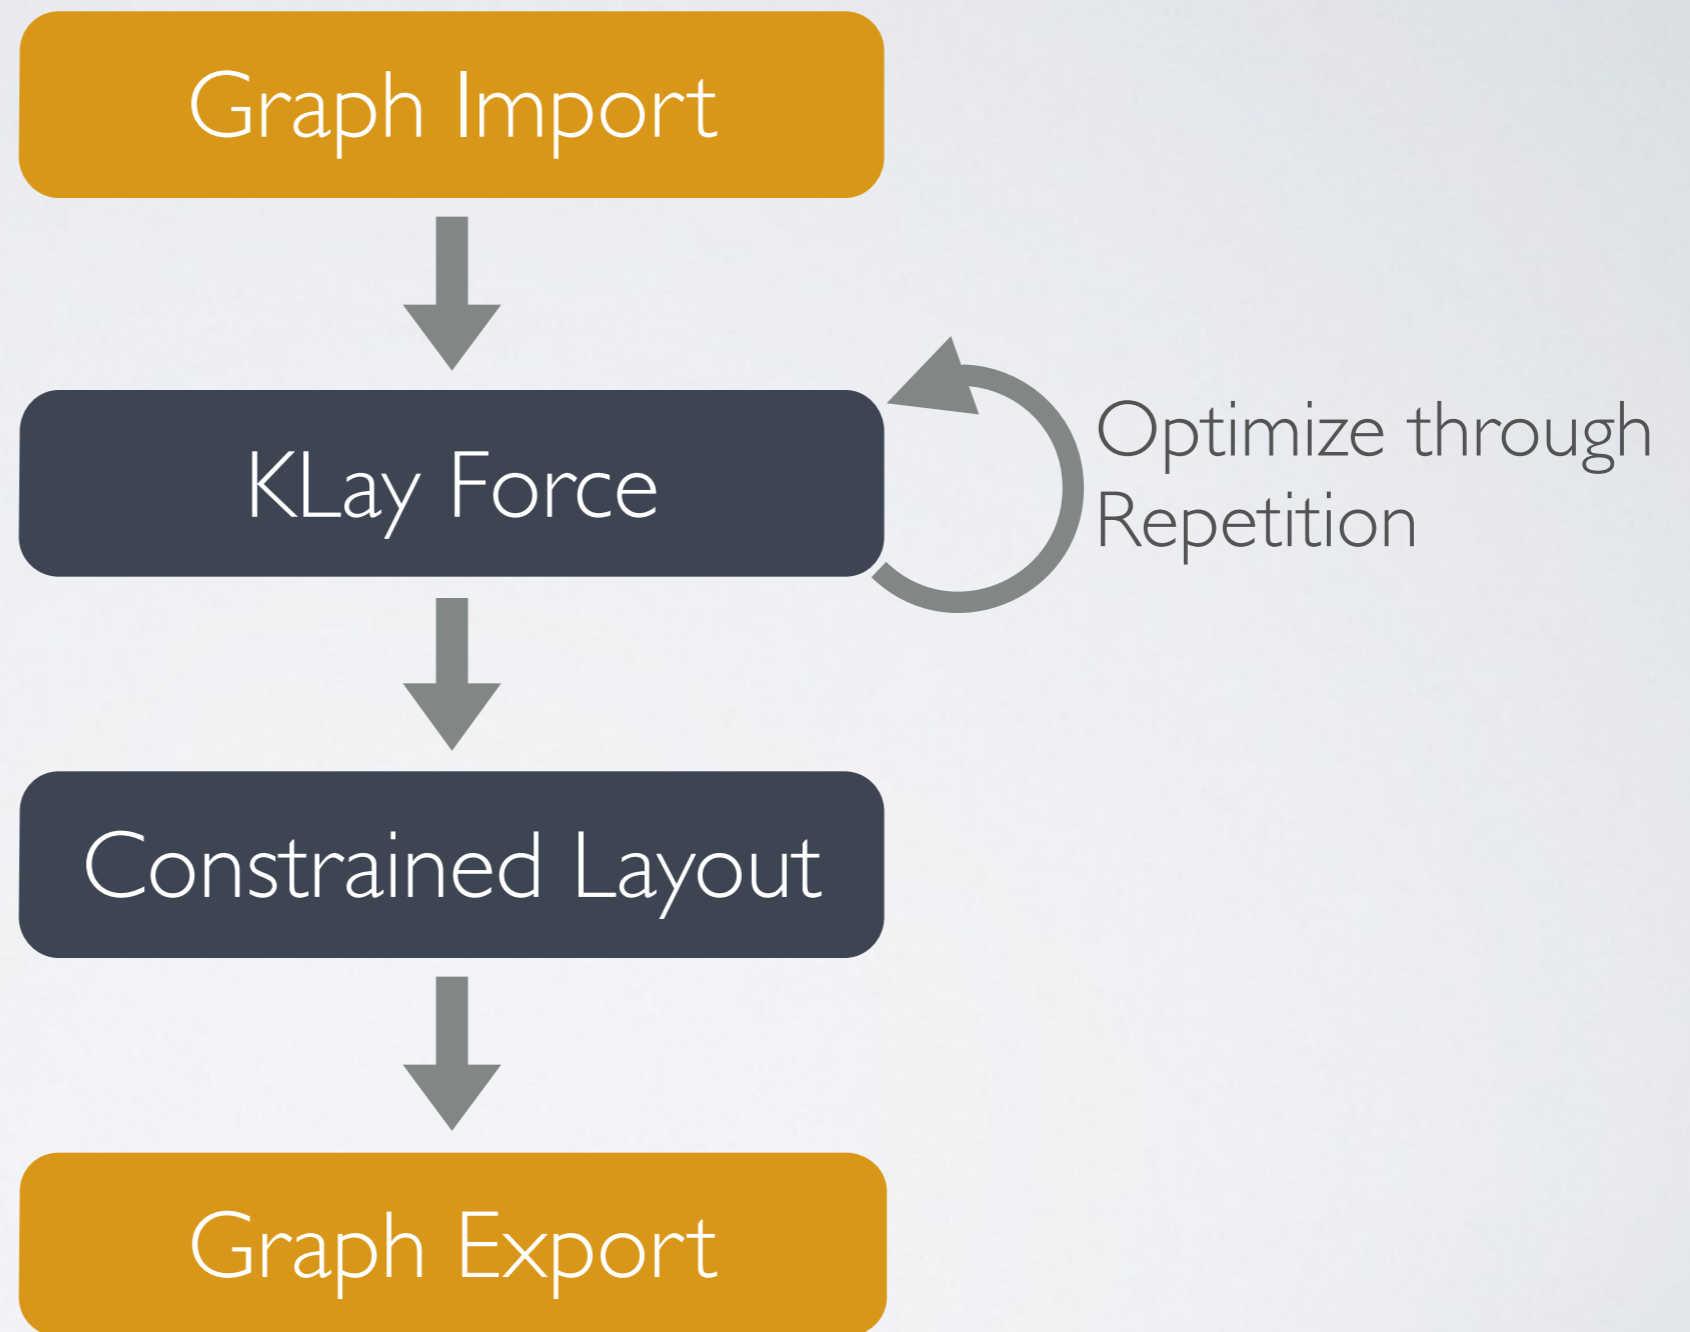 Graph Import
KLay Force
Optimize through
Repetition
Constrained Layout
Graph Export